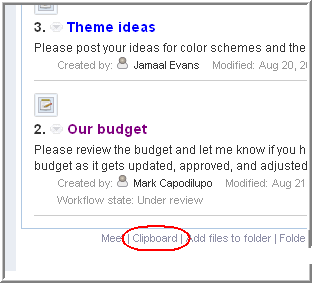 3. Theme ideas
Please post your ideas for color schemes and the
Created by: Jamaal Evans Modified: Aug 20, 20
2. Our budget
Please review the budget and let me know if you h
budget as it gets updated, approved, and adjusted
Created by: Mark Capodilupo Modified: Aug 21
Workflow state: Under review
Meet | Clipboard | Add files to folder | Folde